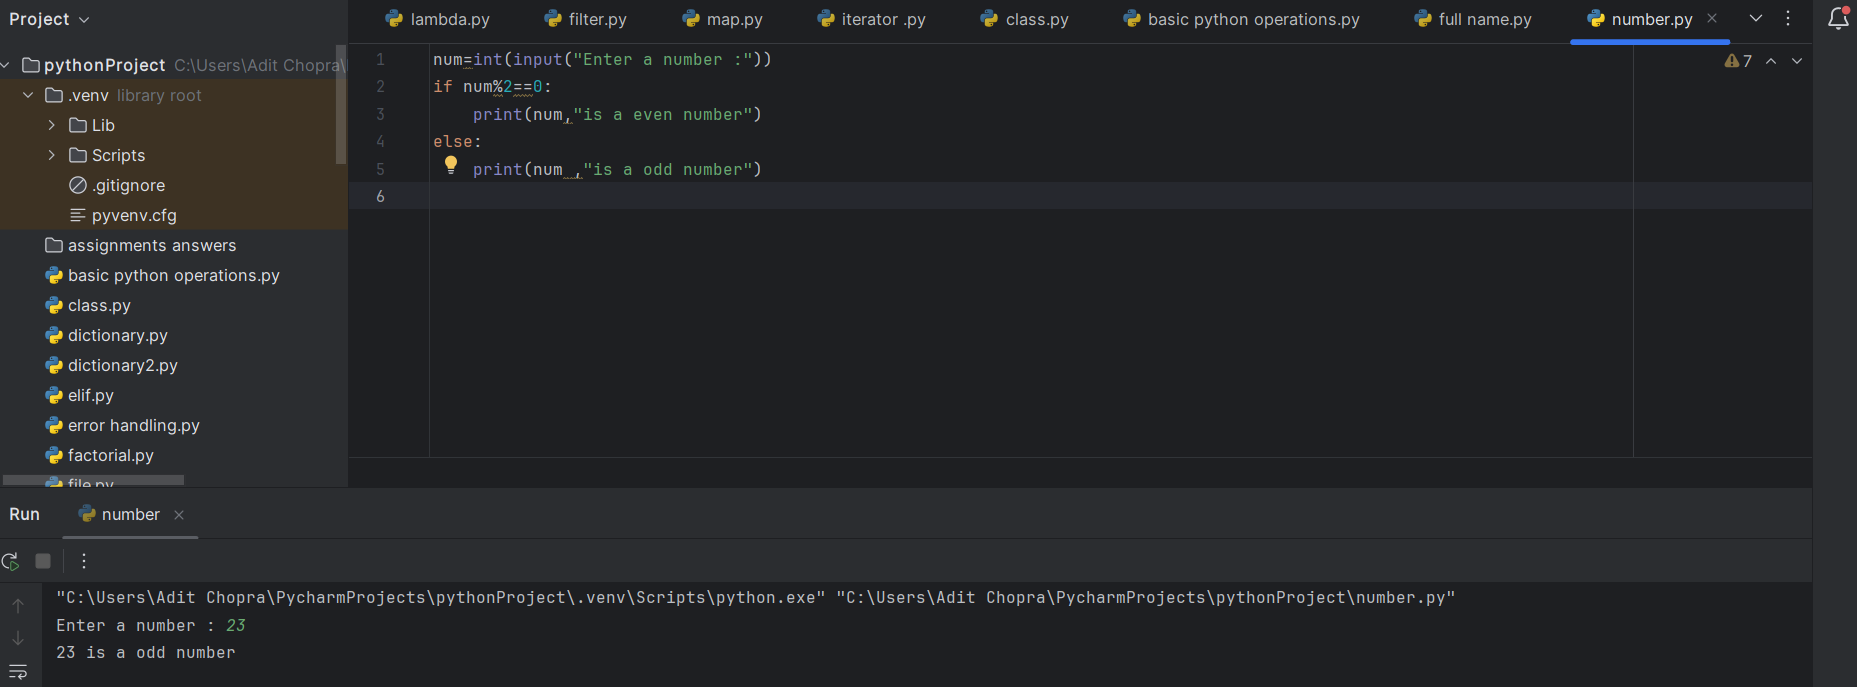 Project
lambda.py filter.py map.py iterator .py class.py basic python operations.py full name.py number.py
pythonProject C:\Users\Adit Chopra\
.venv library root
Lib
Scripts
.gitignore
pyvenv.cfg
assignments answers
basic python operations.py
class.py
dictionary.py
dictionary2.py
elif.py
error handling.py
factorial.py
file.py
7
1 num=int(input("Enter a number :"))
2 if num%2==0:
3 print(num,"is a even number")
4 else:
5 print(num ,"is a odd number")
6
Run number
"C:\Users\Adit Chopra\PycharmProjects\pythonProject\.venv\Scripts\python.exe" "C:\Users\Adit Chopra\PycharmProjects\pythonProject\number.py"
Enter a number : 23
23 is a odd number